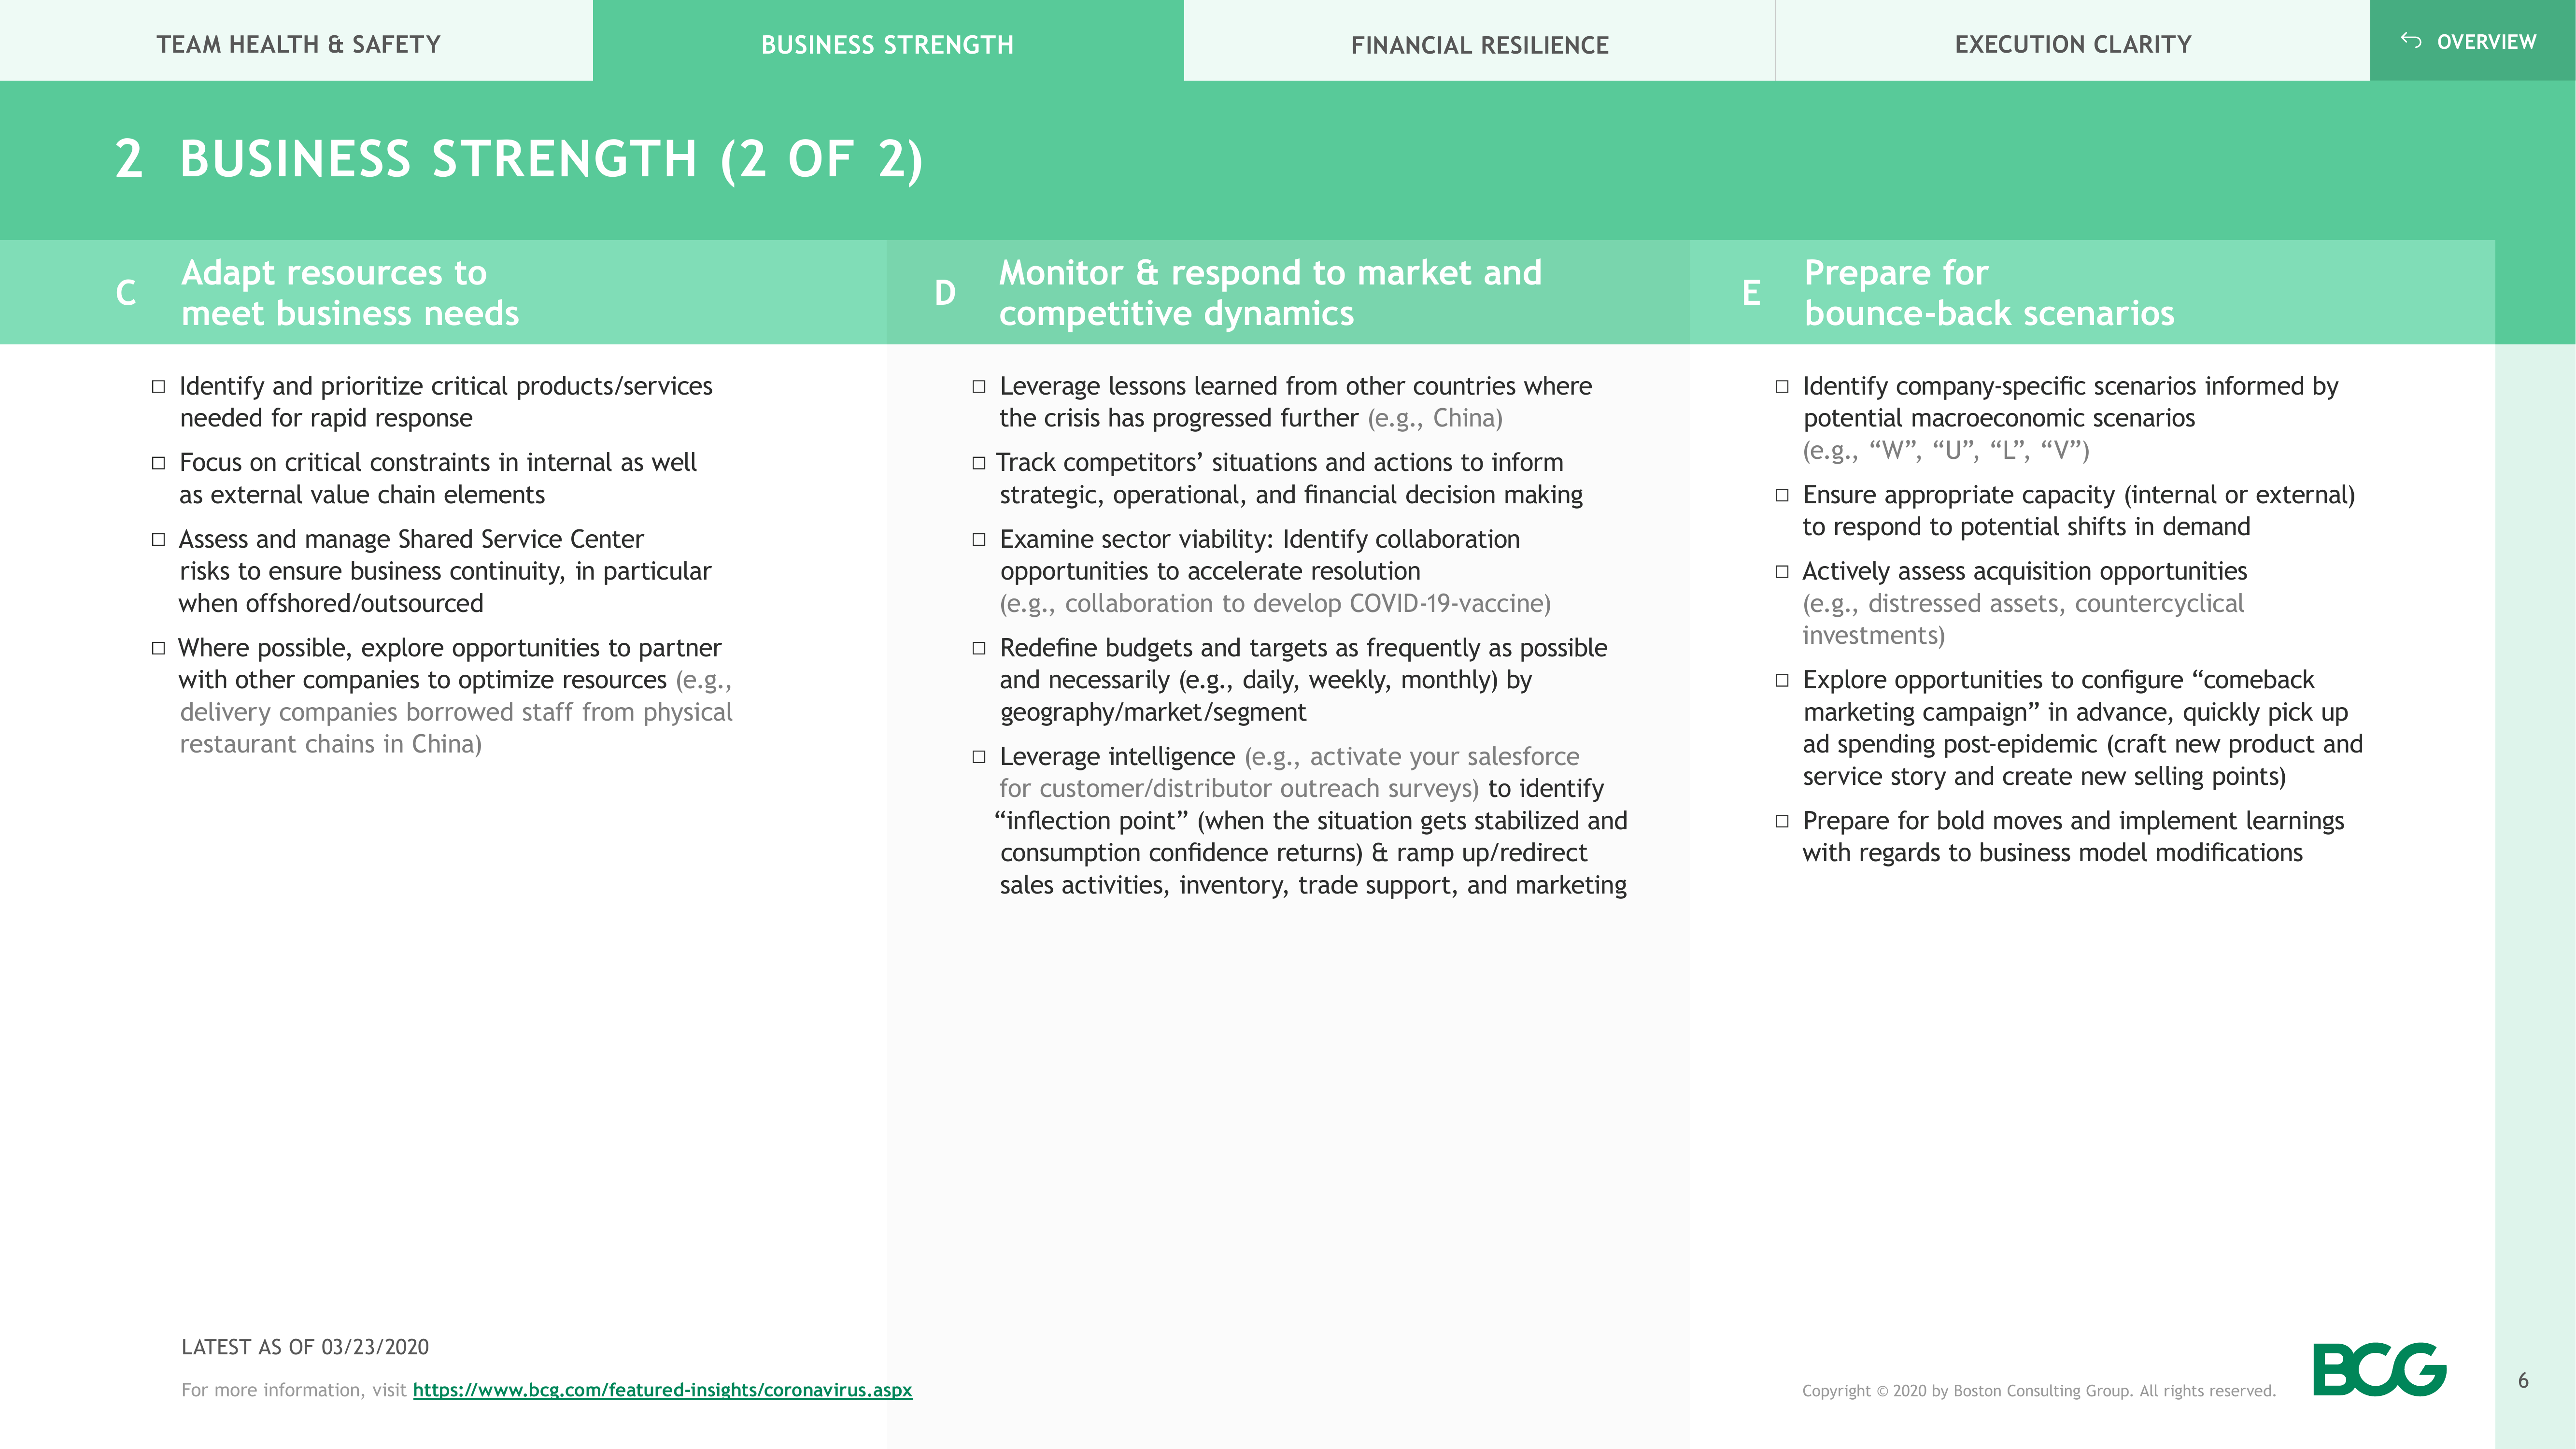 TEAM HEALTH & SAFETY
BUSINESS STRENGTH
FINANCIAL RESILIENCE
EXECUTION CLARITY
OVERVIEW
2 BUSINESS STRENGTH (2 OF 2)
C
Adapt resources to
meet business needs
☐ Identify and prioritize critical products/services
needed for rapid response
☐ Focus on critical constraints in internal as well
as external value chain elements
☐ Assess and manage Shared Service Center
risks to ensure business continuity, in particular
when offshored/outsourced
☐ Where possible, explore opportunities to partner
with other companies to optimize resources (e.g.,
delivery companies borrowed staff from physical
restaurant chains in China)
D
Monitor & respond to market and
competitive dynamics
☐ Leverage lessons learned from other countries where
the crisis has progressed further (e.g., China)
☐ Track competitors’ situations and actions to inform
strategic, operational, and financial decision making
☐ Examine sector viability: Identify collaboration
opportunities to accelerate resolution
(e.g., collaboration to develop COVID-19-vaccine)
☐ Redefine budgets and targets as frequently as possible
and necessarily (e.g., daily, weekly, monthly) by
geography/market/segment
☐ Leverage intelligence (e.g., activate your salesforce
for customer/distributor outreach surveys) to identify
“inflection point” (when the situation gets stabilized and
consumption confidence returns) & ramp up/redirect
sales activities, inventory, trade support, and marketing
E
Prepare for
bounce-back scenarios
☐ Identify company-specific scenarios informed by
potential macroeconomic scenarios
(e.g., “W”, “U”, “L”, “V”)
☐ Ensure appropriate capacity (internal or external)
to respond to potential shifts in demand
☐ Actively assess acquisition opportunities
(e.g., distressed assets, countercyclical
investments)
☐ Explore opportunities to configure “comeback
marketing campaign” in advance, quickly pick up
ad spending post-epidemic (craft new product and
service story and create new selling points)
☐ Prepare for bold moves and implement learnings
with regards to business model modifications
LATEST AS OF 03/23/2020
For more information, visit https://www.bcg.com/featured-insights/coronavirus.aspx
Copyright © 2020 by Boston Consulting Group. All rights reserved.
BCG
6